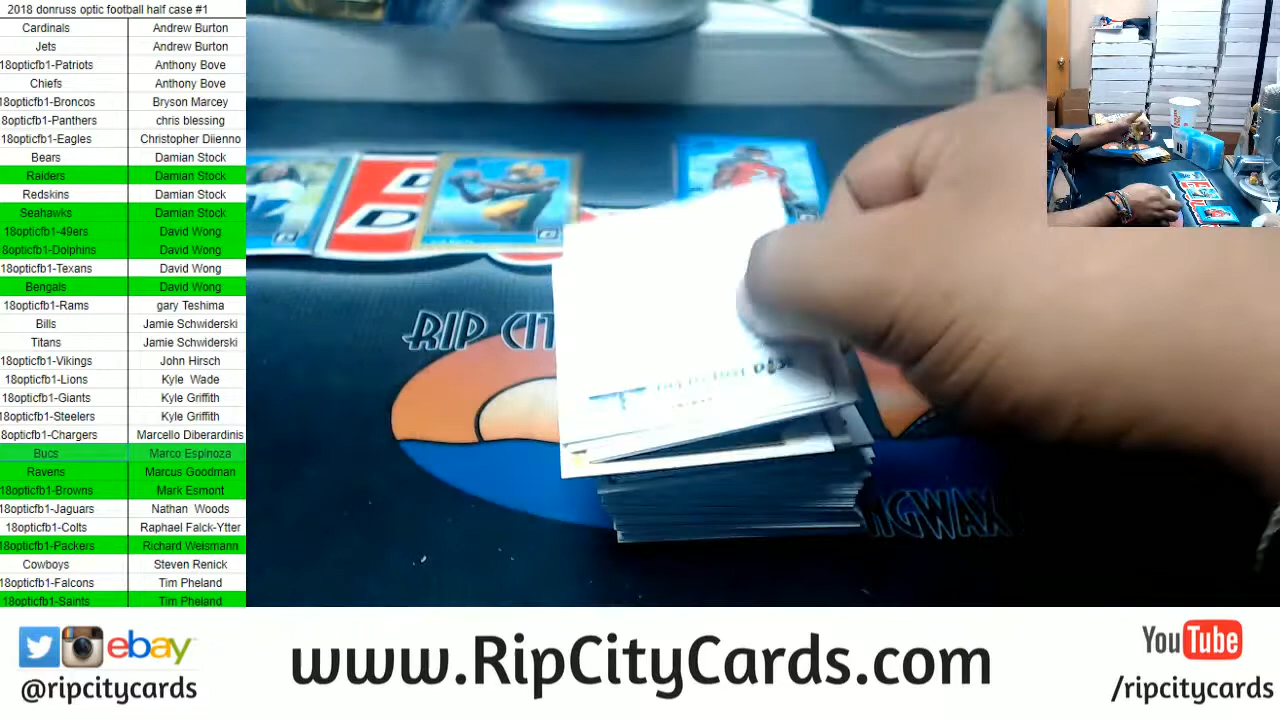 2018 donruss optic football half case #1
Cardinals Andrew Burton
Jets Andrew Burton
18opticfb1-Patriots Anthony Bove
Chiefs Anthony Bove
18opticfb1-Broncos Bryson Marcey
8opticfb1-Panthers chris blessing
18opticfb1-Eagles Christopher Diienno
Bears Damian Stock
Raiders Damian Stock
Redskins Damian Stock
Seahawks Damian Stock
18opticfb1-49ers David Wong
8opticfb1-Dolphins David Wong
18opticfb1-Texans David Wong
Bengals David Wong
18opticfb1-Rams gary Teshima
Bills Jamie Schwiderski
Titans Jamie Schwiderski
18opticfb1-Vikings John Hirsch
18opticfb1-Lions Kyle Wade
18opticfb1-Giants Kyle Griffith
18opticfb1-Steelers Kyle Griffith
8opticfb1-Chargers Marcello Diberardinis
Bucs Marco Espinoza
Ravens Marcus Goodman
18opticfb1-Browns Mark Esmont
18opticfb1-Jaguars Nathan Woods
18opticfb1-Colts Raphael Falck-Ytter
18opticfb1-Packers Richard Weismann
Cowboys Steven Renick
18opticfb1-Falcons Tim Pheland
18opticfb1-Saints Tim Pheland
D
D
RIP CIT
NGWAX
ebay
@ripcitycards
www.RipCityCards.com
YouTube
/ripcitycards